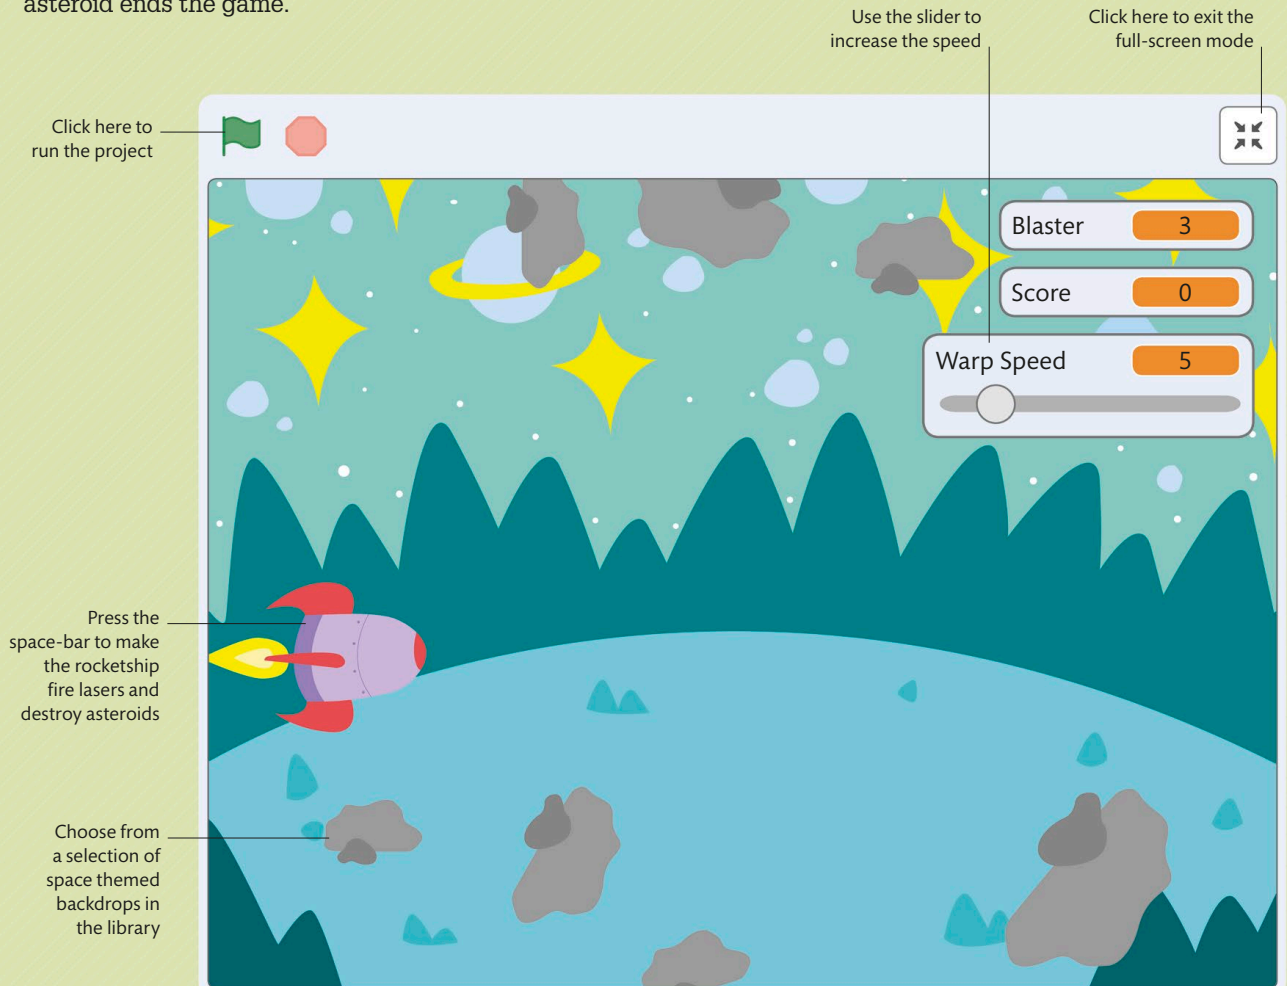 asteroid ends the game.
Use the slider to
increase the speed
Click here to exit the
full-screen mode
Click here to
run the project
Blaster 3
Score 0
Warp Speed 5
Press the
space-bar to make
the rocketship
fire lasers and
destroy asteroids
Choose from
a selection of
space themed
backdrops in
the library